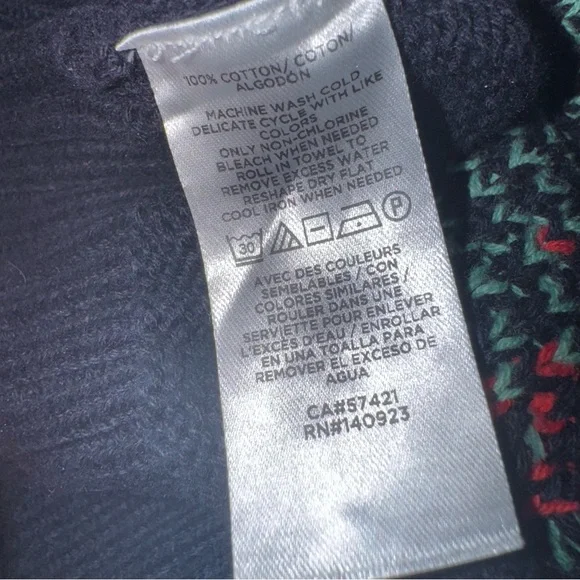 100% COTTON/ COTON/
ALGODÓN
MACHINE WASH COLD
DELICATE CYCLE WITH LIKE
COLORS
ONLY NON-CHLORINE
BLEACH WHEN NEEDED
ROLL IN TOWEL TO
REMOVE EXCESS WATER
RESHAPE DRY FLAT
COOL IRON WHEN NEEDED
30 P
AVEC DES COULEURS
SEMBLABLES / CON
COLORES SIMILARES /
ROULER DANS UNE
SERVIETTE POUR ENLEVER
L'EXCÈS D'EAU / ENROLLAR
EN UNA TOALLA PARA
REMOVER EL EXCESO DE
AGUA
CA#57421
RN#140923